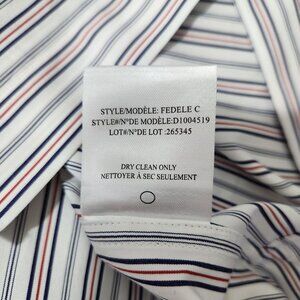 STYLE/MODÈLE: FEDELE C
STYLE#/N°DE MODÈLE:D1004519
LOT#/N°DE LOT :265345
DRY CLEAN ONLY
NETTOYER À SEC SEULEMENT